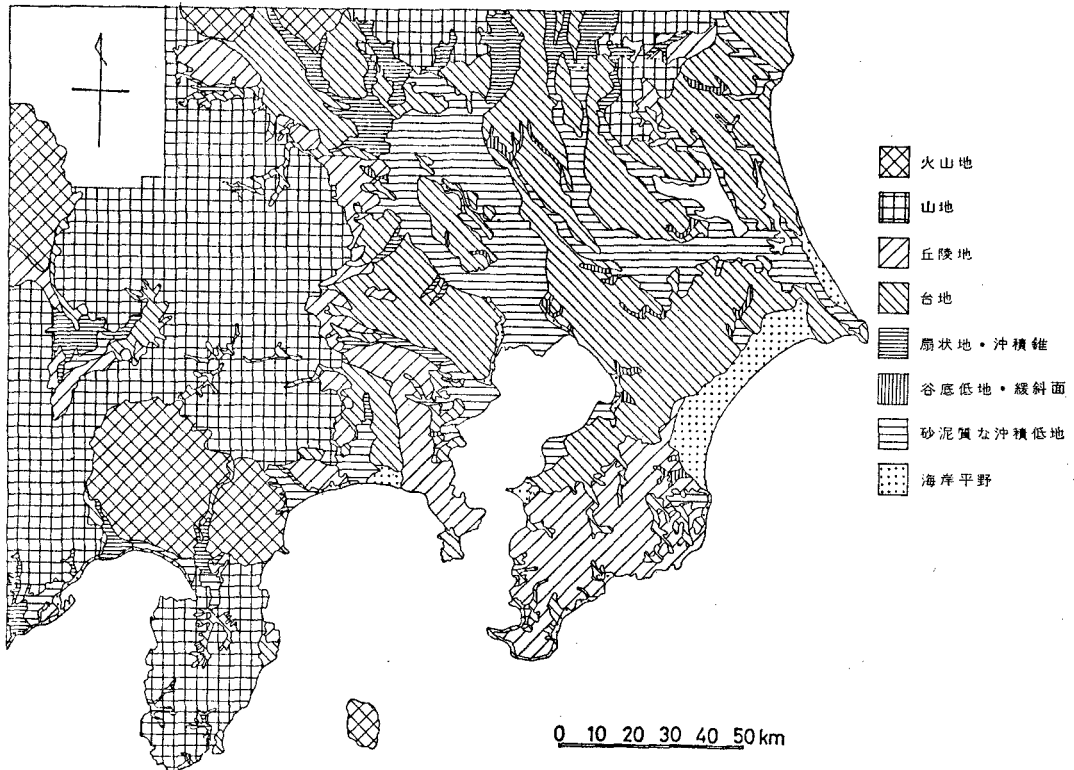 火山地
山地
丘陵地
台地
扇状地・沖積錐
谷底低地・緩斜面
砂泥質な沖積低地
海岸平野
0 10 20 30 40 50 km